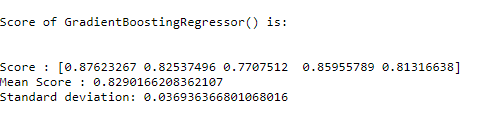 Score of GradientBoostingRegressor() is:
Score : [0.87623267 0.82537496 0.7707512  0.85955789 0.81316638]
Mean Score : 0.8290166208362107
Standard deviation: 0.036936366801068016